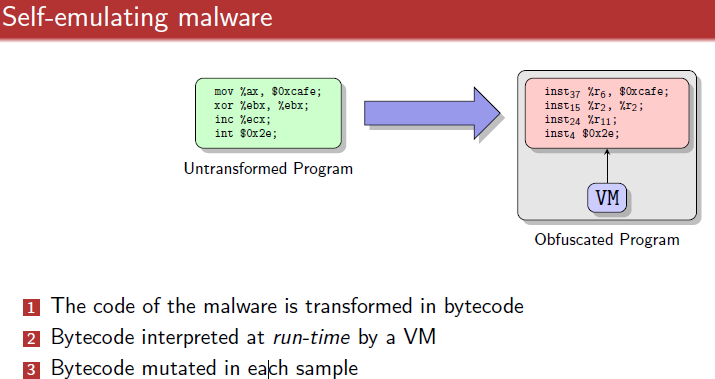 Self-emulating malware
mov %ax, $0xcafe;
xor %ebx, %ebx;
inc %ecx;
int $0x2e;
Untransformed Program
inst37 %r6, $0xcafe;
inst15 %r2, %r2;
inst24 %r11;
inst4 $0x2e;
VM
Obfuscated Program
1 The code of the malware is transformed in bytecode
2 Bytecode interpreted at run-time by a VM
3 Bytecode mutated in each sample